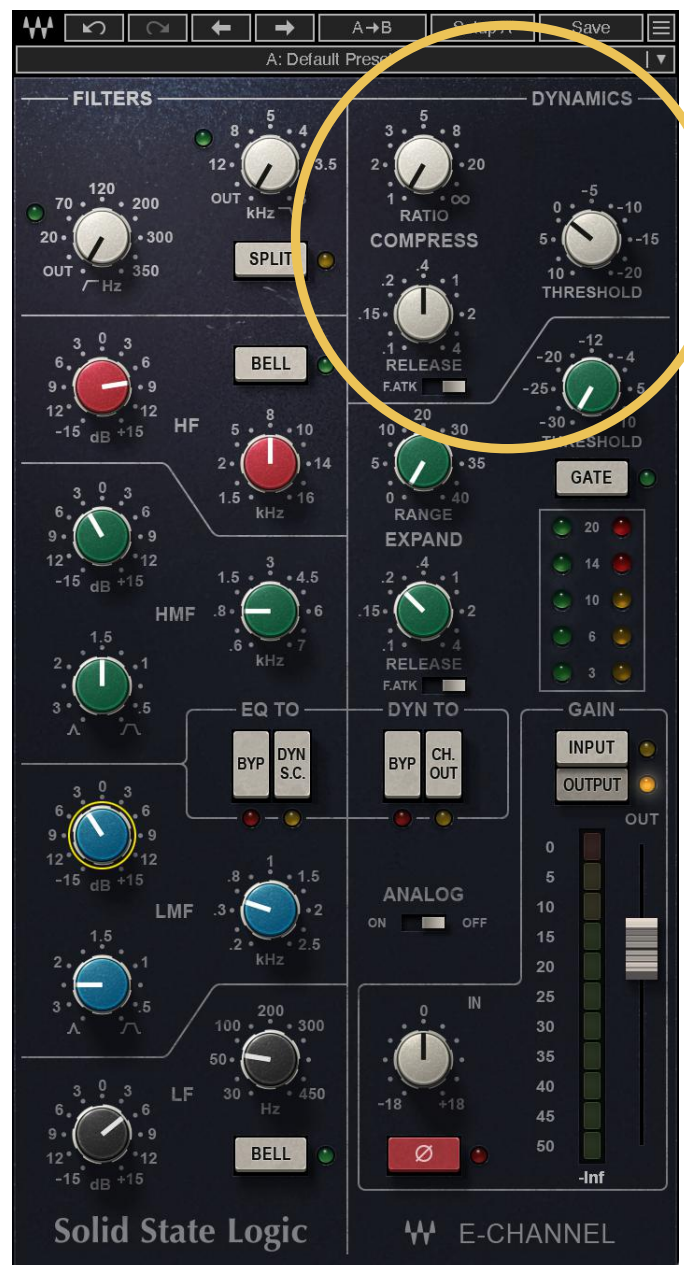 A→B Setup A Save
A: Default Preset
FILTERS
DYNAMICS
5
8 4
12 3.5
OUT
kHz
120
70 200
20 300
OUT 350
Hz
SPLIT
5
3 8
2 20
1 ∞
RATIO
COMPRESS
-5
0 -10
5 -15
10 -20
THRESHOLD
.4
.2 1
.15 2
.1 4
RELEASE
F.ATK
0
3 3
6 6
9 9
12 12
-15 dB +15
HF
BELL
8
5 10
2 14
1.5 16
kHz
-12
-20 -4
-25 5
-30 10
THRESHOLD
20
10 30
5 35
0 40
RANGE
EXPAND
GATE
0
3 3
6 6
9 9
12 12
-15 dB +15
HMF
3
1.5 4.5
.8 6
.6 7
kHz
1.5
2 1
3 .5
.4
.2 1
.15 2
.1 4
RELEASE
F.ATK
20
14
10
6
3
EQ TO
BYP
DYN S.C.
DYN TO
BYP
CH. OUT
GAIN
INPUT
OUTPUT
OUT
0
3 3
6 6
9 9
12 12
-15 dB +15
LMF
1
.8 1.5
.3 2
.2 2.5
kHz
1.5
2 1
3 .5
ANALOG
ON OFF
0
5
10
15
20
25
30
35
40
45
50
-Inf
IN
0
-18 +18
Ø
200
100 300
50
30 450
Hz
LF
0
3 3
6 6
9 9
12 12
-15 dB +15
BELL
Solid State Logic
E-CHANNEL